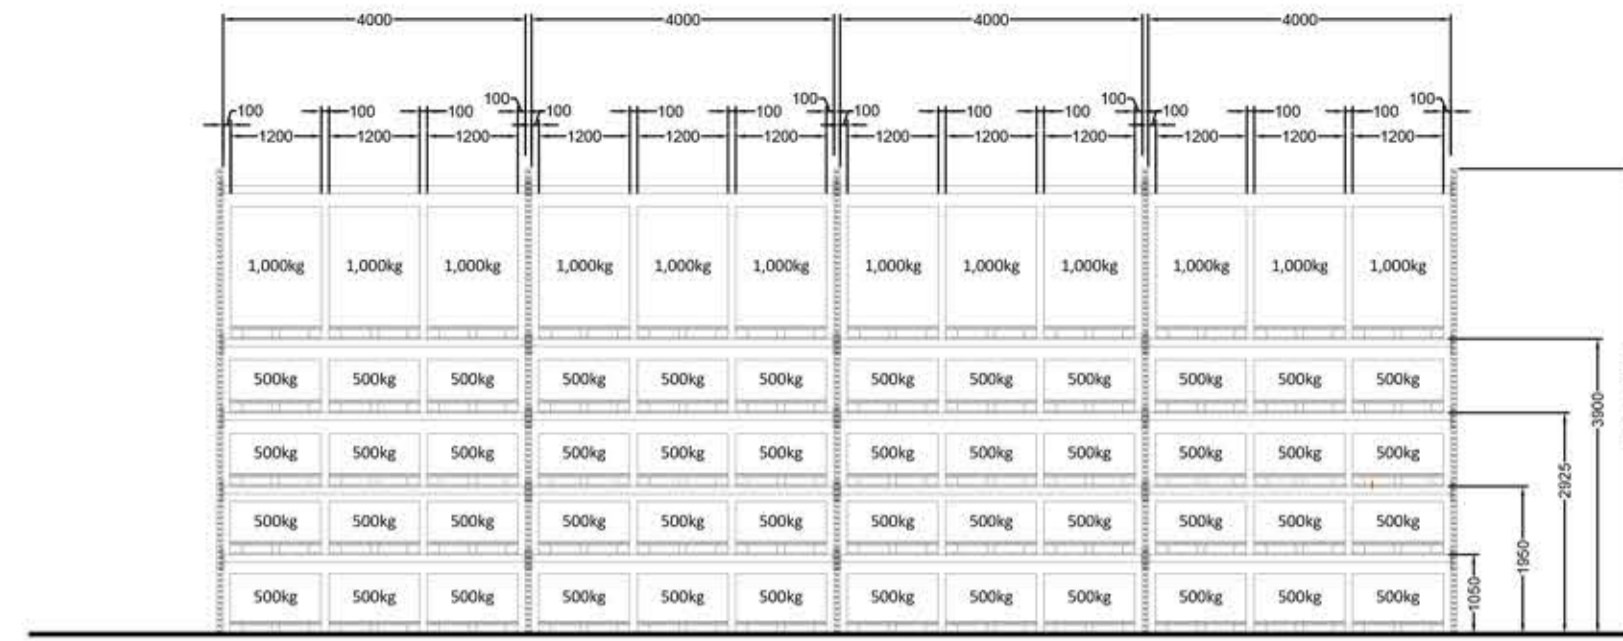 4000 4000 4000 4000
100 100 100 100 100 100 100 100 100 100 100 100 100 100 100 100
1200 1200 1200 1200 1200 1200 1200 1200 1200 1200 1200 1200
1,000kg 1,000kg 1,000kg 1,000kg 1,000kg 1,000kg 1,000kg 1,000kg 1,000kg 1,000kg 1,000kg 1,000kg
500kg 500kg 500kg 500kg 500kg 500kg 500kg 500kg 500kg 500kg 500kg 500kg
3900
500kg 500kg 500kg 500kg 500kg 500kg 500kg 500kg 500kg 500kg 500kg 500kg
2925
500kg 500kg 500kg 500kg 500kg 500kg 500kg 500kg 500kg 500kg 500kg 500kg
1950
500kg 500kg 500kg 500kg 500kg 500kg 500kg 500kg 500kg 500kg 500kg 500kg
1050